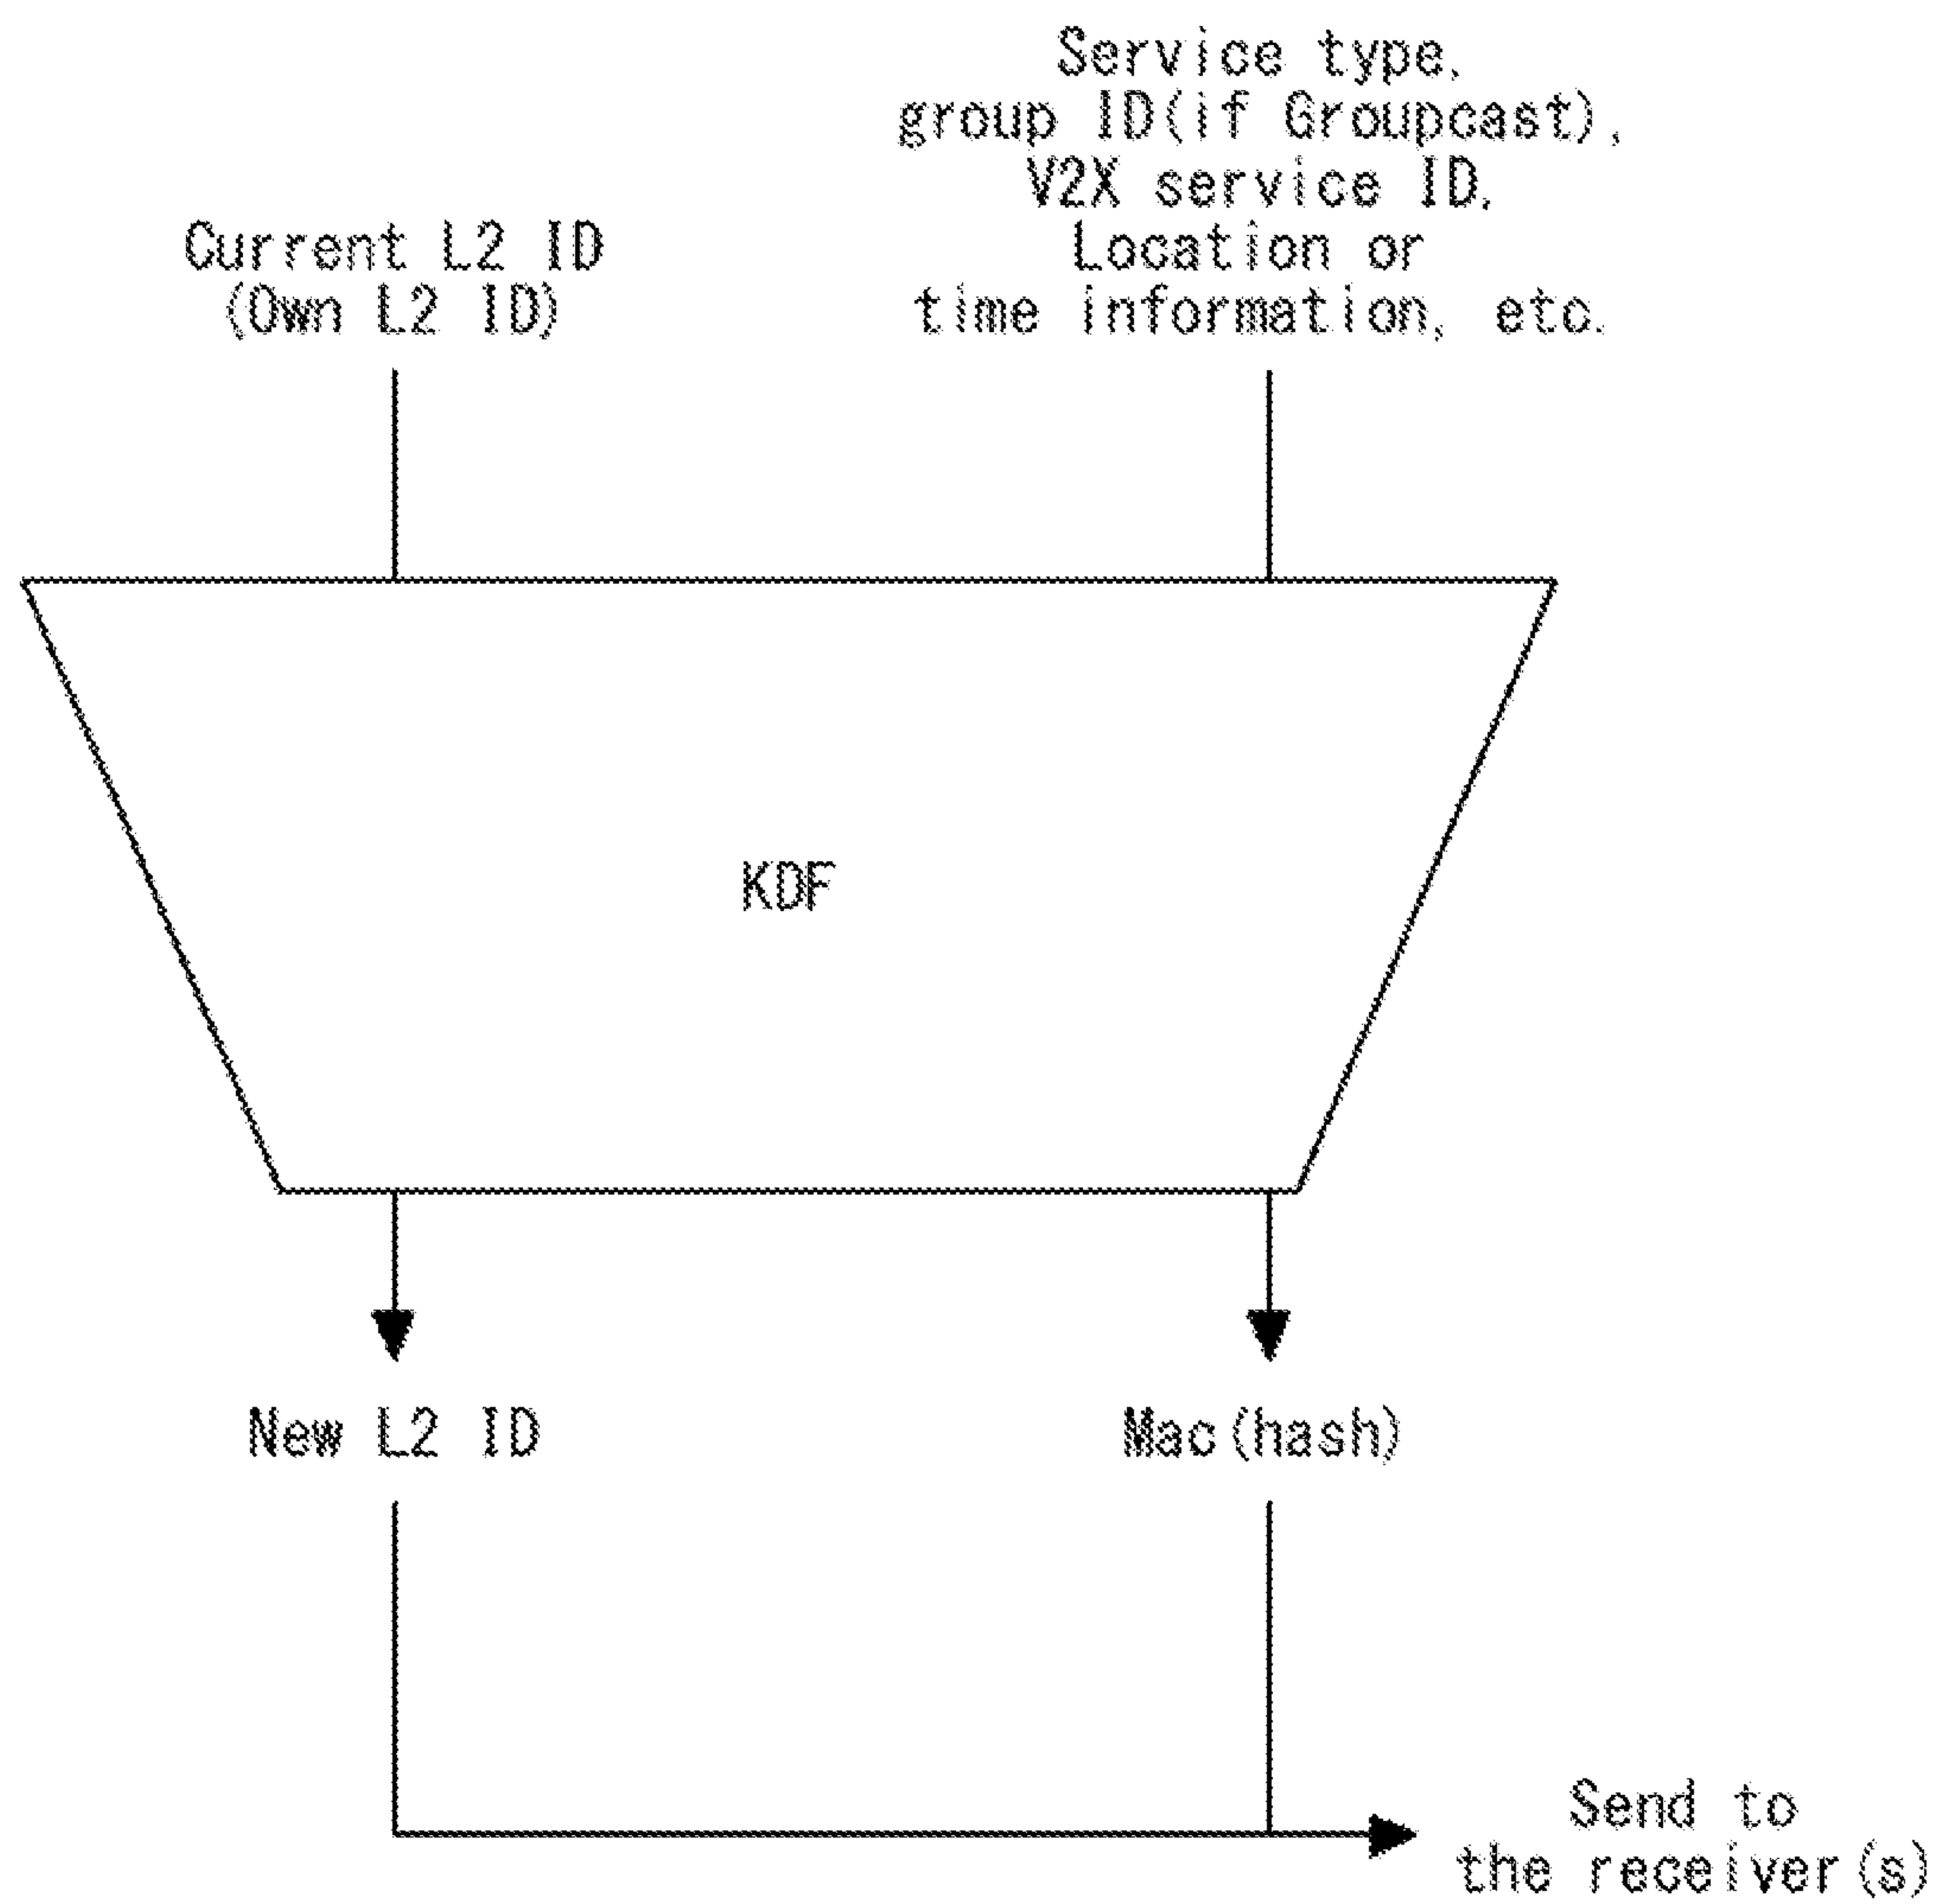 Service type,
group ID(if Groupcast),
V2X service ID,
Location or
time information, etc.
Current L2 ID
(Own L2 ID)
KDF
New L2 ID
Mac(hash)
Send to
the receiver(s)